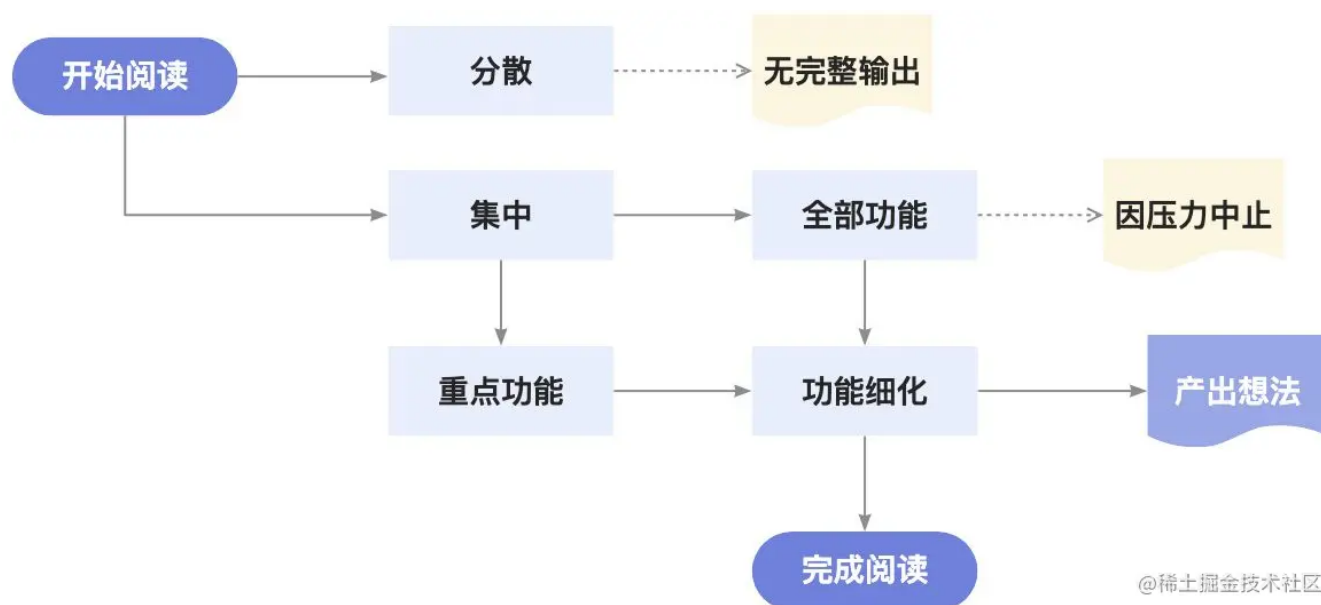 开始阅读
分散
无完整输出
集中
全部功能
因压力中止
重点功能
功能细化
产出想法
完成阅读
@稀土掘金技术社区